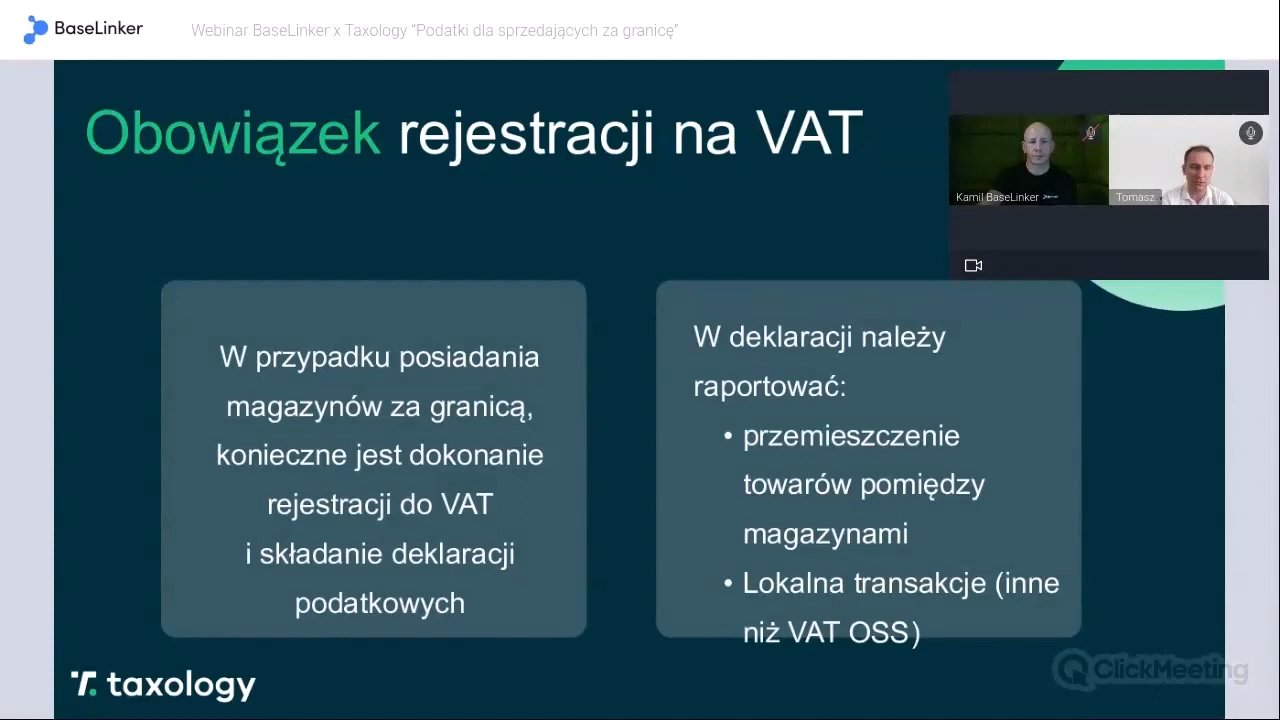 BaseLinker
Webinar BaseLinker x Taxology “Podatki dla sprzedających za granicę”
Obowiązek rejestracji na VAT
Kamil BaseLinker
Tomasz
W przypadku posiadania
magazynów za granicą,
konieczne jest dokonanie
rejestracji do VAT
i składanie deklaracji
podatkowych
W deklaracji należy
raportować:
• przemieszczenie
towarów pomiędzy
magazynami
• Lokalna transakcje (inne
niż VAT OSS)
taxology
ClickMeeting